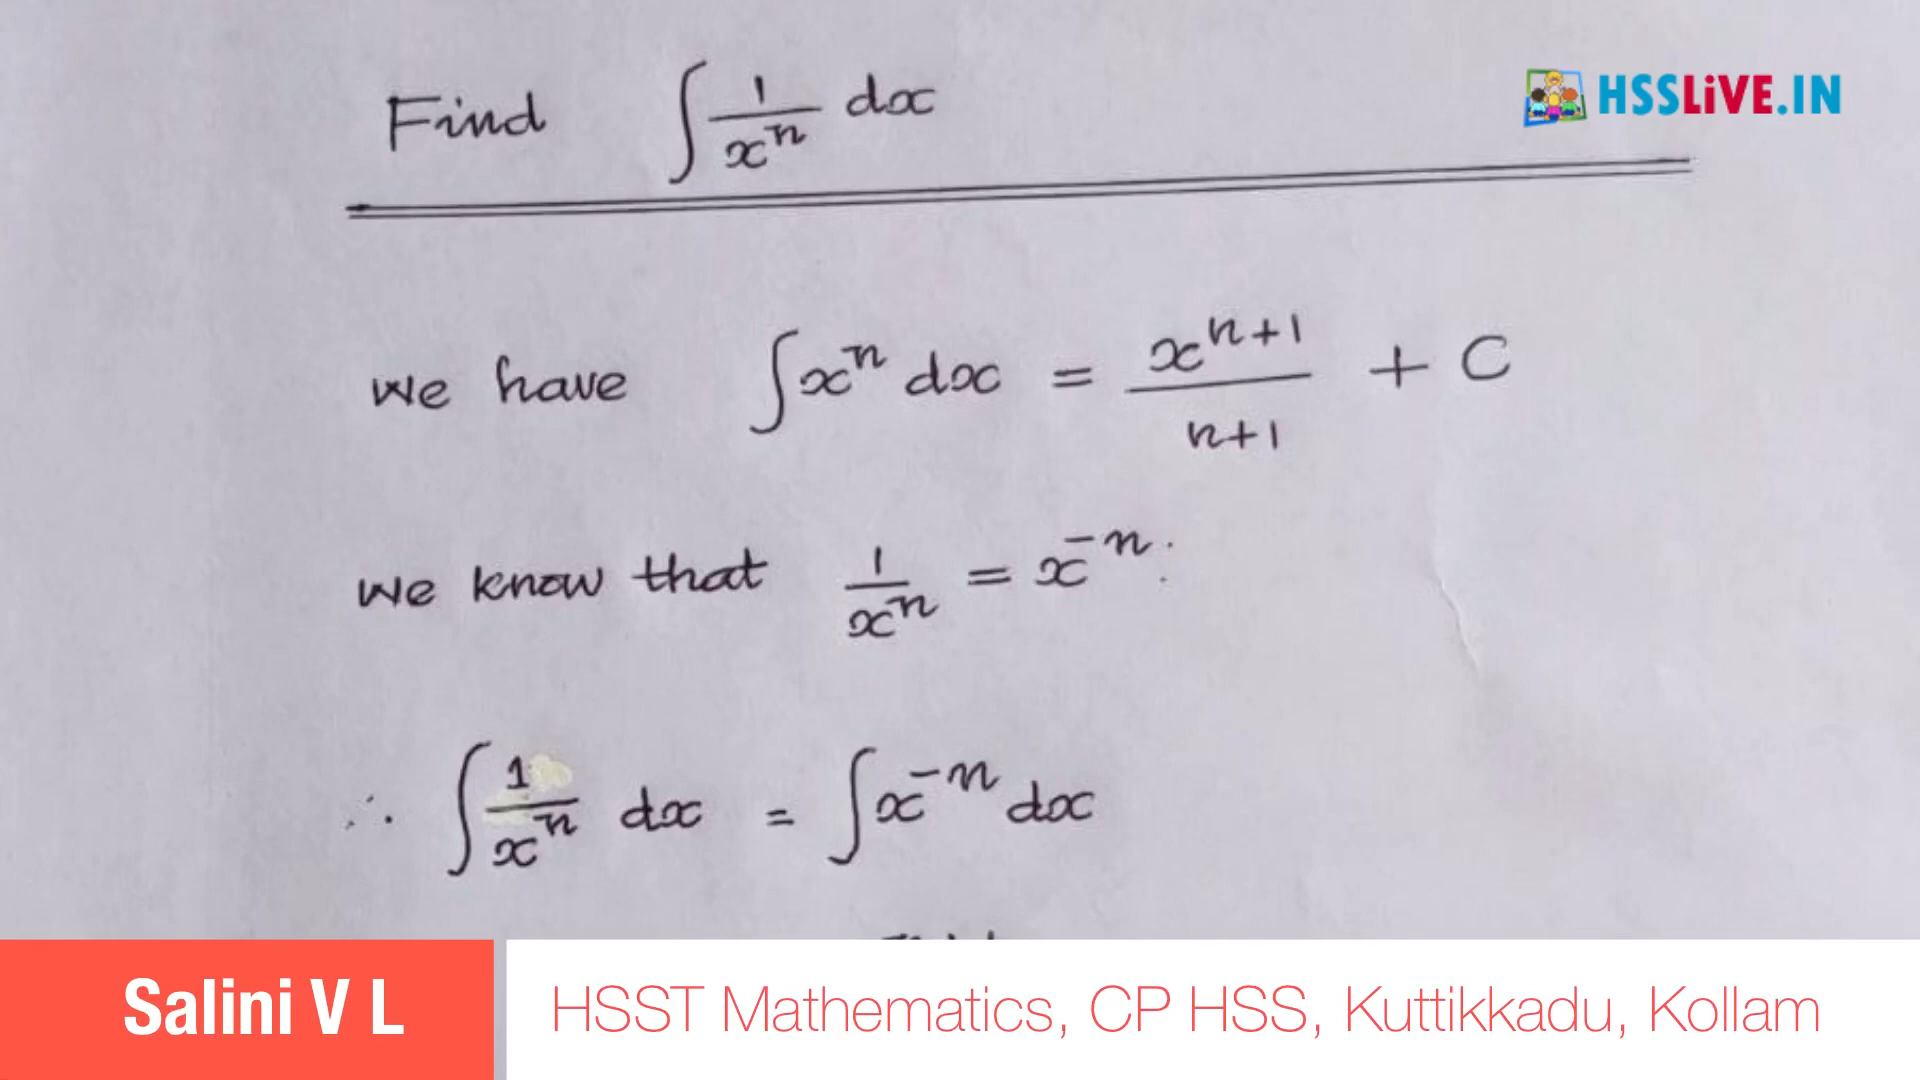 Find ∫ 1/xⁿ dx
HSSLiVE.IN
we have ∫xⁿ dx = xⁿ⁺¹/n+1 + C
we know that 1/xⁿ = x⁻ⁿ.
∴ ∫ 1/xⁿ dx = ∫x⁻ⁿ dx
Salini V L
HSST Mathematics, CP HSS, Kuttikkadu, Kollam